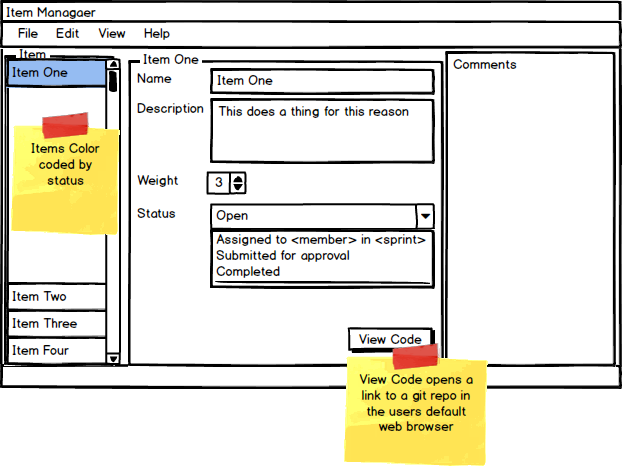 Item Managaer
File Edit View Help
Item
Item One
Items Color
coded by
status
Item Two
Item Three
Item Four
Item One
Name
Item One
Description
This does a thing for this reason
Weight
3
Status
Open
Assigned to <member> in <sprint>
Submitted for approval
Completed
View Code
View Code opens a
link to a git repo in
the users default
web browser
Comments